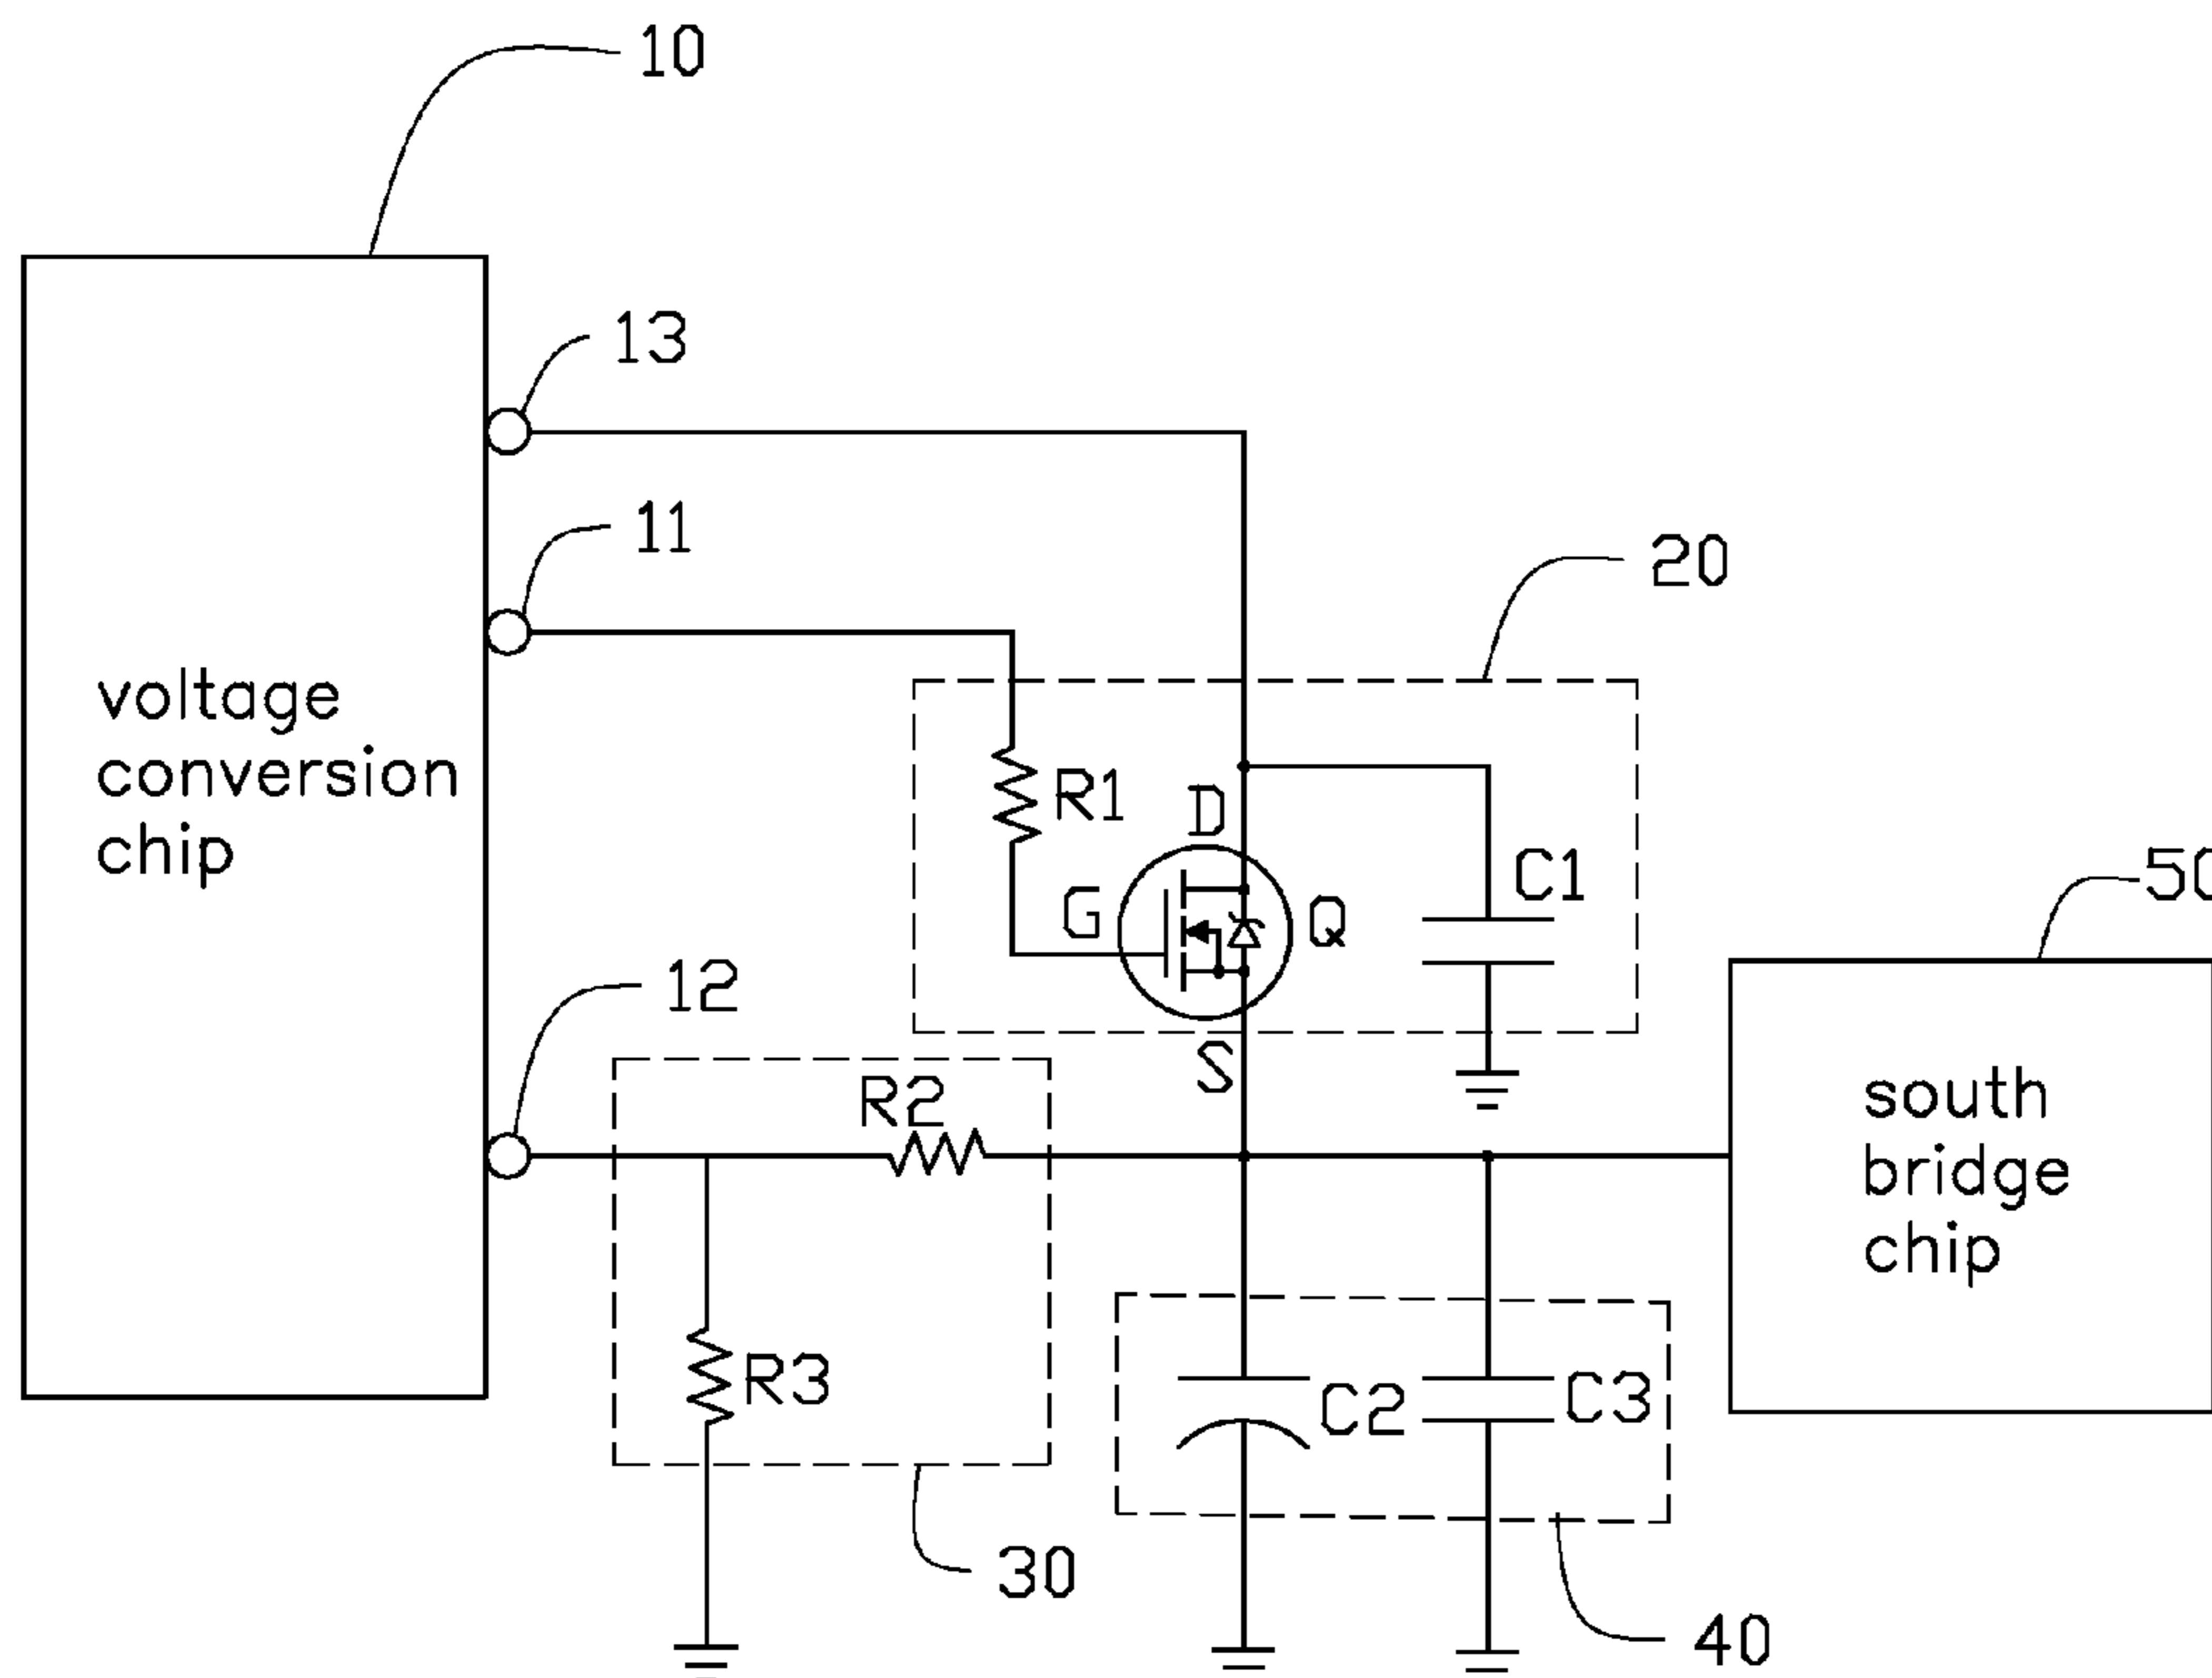 10
13
11
20
voltage
conversion
chip
R1
D
C1
G
Q
50
12
S
R2
south
bridge
chip
R3
C2
C3
30
40